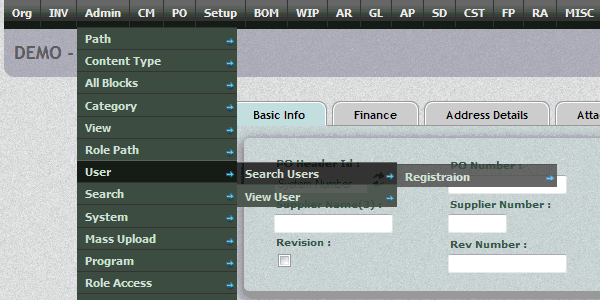 Org INV Admin CM PO Setup BOM WIP AR GL AP SD CST FP RA MISC
DEMO -
Path
Content Type
All Blocks
Category
View
Role Path
User
Search
System
Mass Upload
Program
Role Access
Search Users
View User
Registraion
Basic Info Finance Address Details Atta
PO Header Id : PO Number :
System Number
Supplier Name(3) : Supplier Number :
Revision : Rev Number :